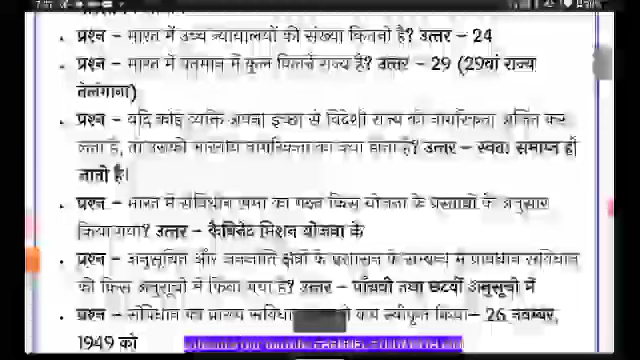 प्रश्न – भारत में उच्च न्यायालयों की संख्या कितनी है? उत्तर – 24
प्रश्न – भारत में वर्तमान में कुल कितने राज्य है? उत्तर – 29 (29वां राज्य
तेलंगाना)
प्रश्न – यदि कोई व्यक्ति अपनी इच्छा से विदेशी राज्य की नागरिकता अर्जित कर
लेता है, तो उसकी भारतीय नागरिकता का क्या होता है? उत्तर – स्वतः समाप्त हो
जाती है।
प्रश्न – भारत में संविधान सभा का गठन किस योजना के प्रस्तावों के अनुसार
किया गया? उत्तर – कैबिनेट मिशन योजना के
प्रश्न – अनुसूचित और जनजाति क्षेत्रों के प्रशासन के सम्बन्ध में प्रावधान संविधान
की किस अनुसूची में किया गया है? उत्तर – पाँचवी तथा छटवीं अनुसूची में
प्रश्न – संविधान का प्रारूप संविधान ने कब स्वीकृत किया – 26 नवम्बर,
1949 को